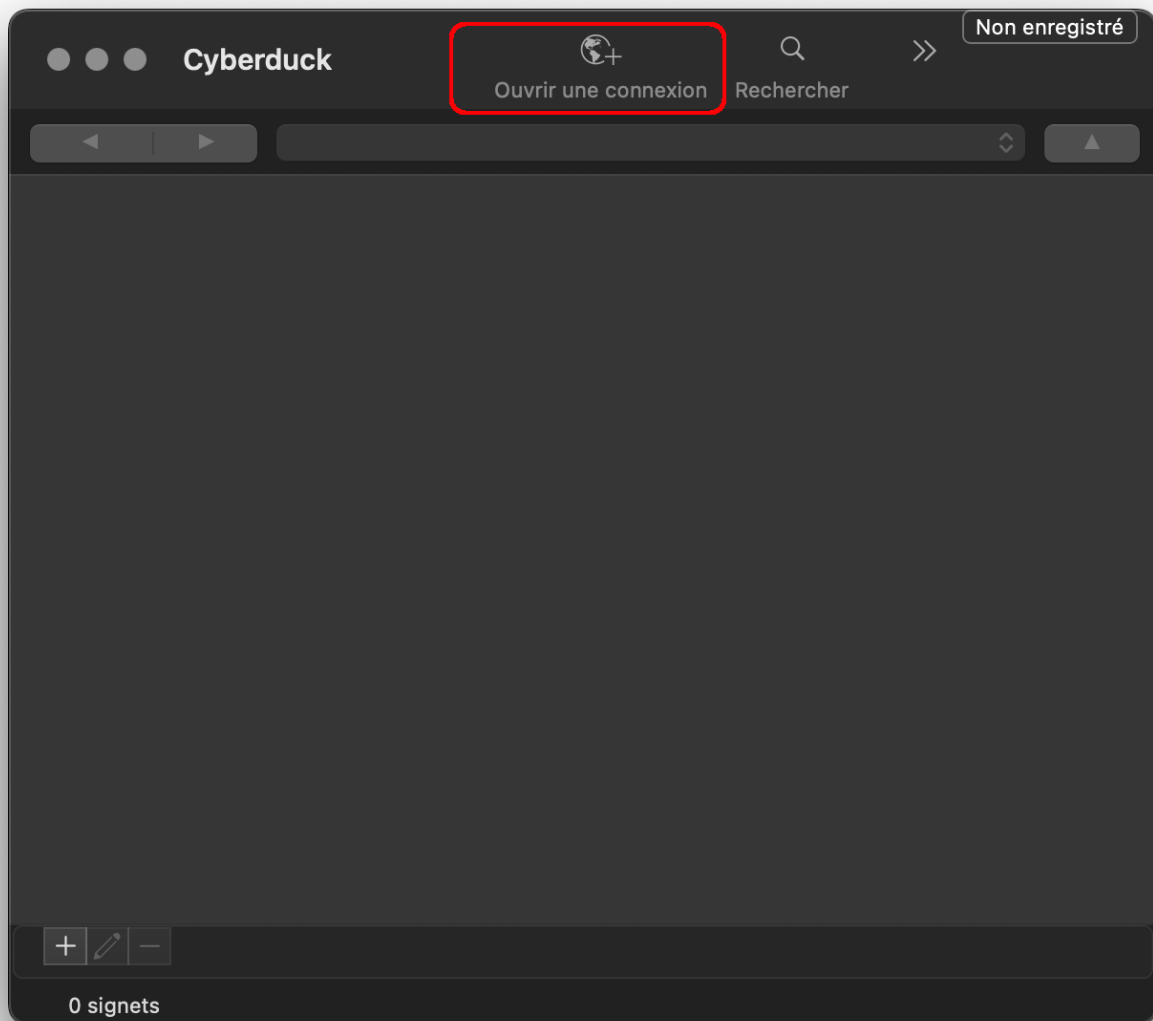 Non enregistré
Cyberduck
Ouvrir une connexion
Rechercher
0 signets